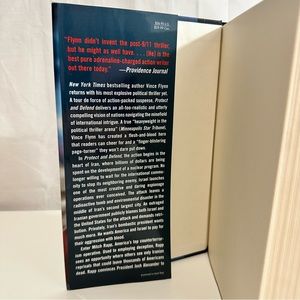 $26.95 U.S.
"Flynn didn't invent the post-9/11 thriller,
but he might as well have. . . . [He] is the
best pure adrenaline-charged action writer
out there today."
—Providence Journal
New York Times bestselling author Vince Flynn
returns with his most explosive political thriller yet.
A tour de force of action-packed suspense, Protect
and Defend delivers an all-too-realistic and utterly
compelling vision of nations navigating the minefield
of international intrigue. A true "heavyweight in the
political thriller arena" (Minneapolis Star Tribune),
Vince Flynn has created a flesh-and-blood hero
that readers can cheer for and a "finger-blistering
page-turner" they won't dare put down.
In Protect and Defend, the action begins in the
heart of Iran, where billions of dollars are being
spent on the development of a nuclear program. No
longer willing to wait for the international commu-
nity to stop its neighboring enemy, Israel launches
one of the most creative and daring espionage
operations ever conceived. The attack leaves a
radioactive tomb and environmental disaster in the
middle of Iran's second largest city. An outraged
Iranian government publicly blames both Israel and
the United States for the attack and demands retri-
bution. Privately, Iran's president wants
much more. He wants America and Israel to pay for
their aggression with blood.
Enter Mitch Rapp, America's top counterterror-
ism operative. Used to employing deception, Rapp
sees an opportunity where others see only Iranian
reprisals that could leave thousands of Americans
dead. Rapp convinces President Josh Alexander to